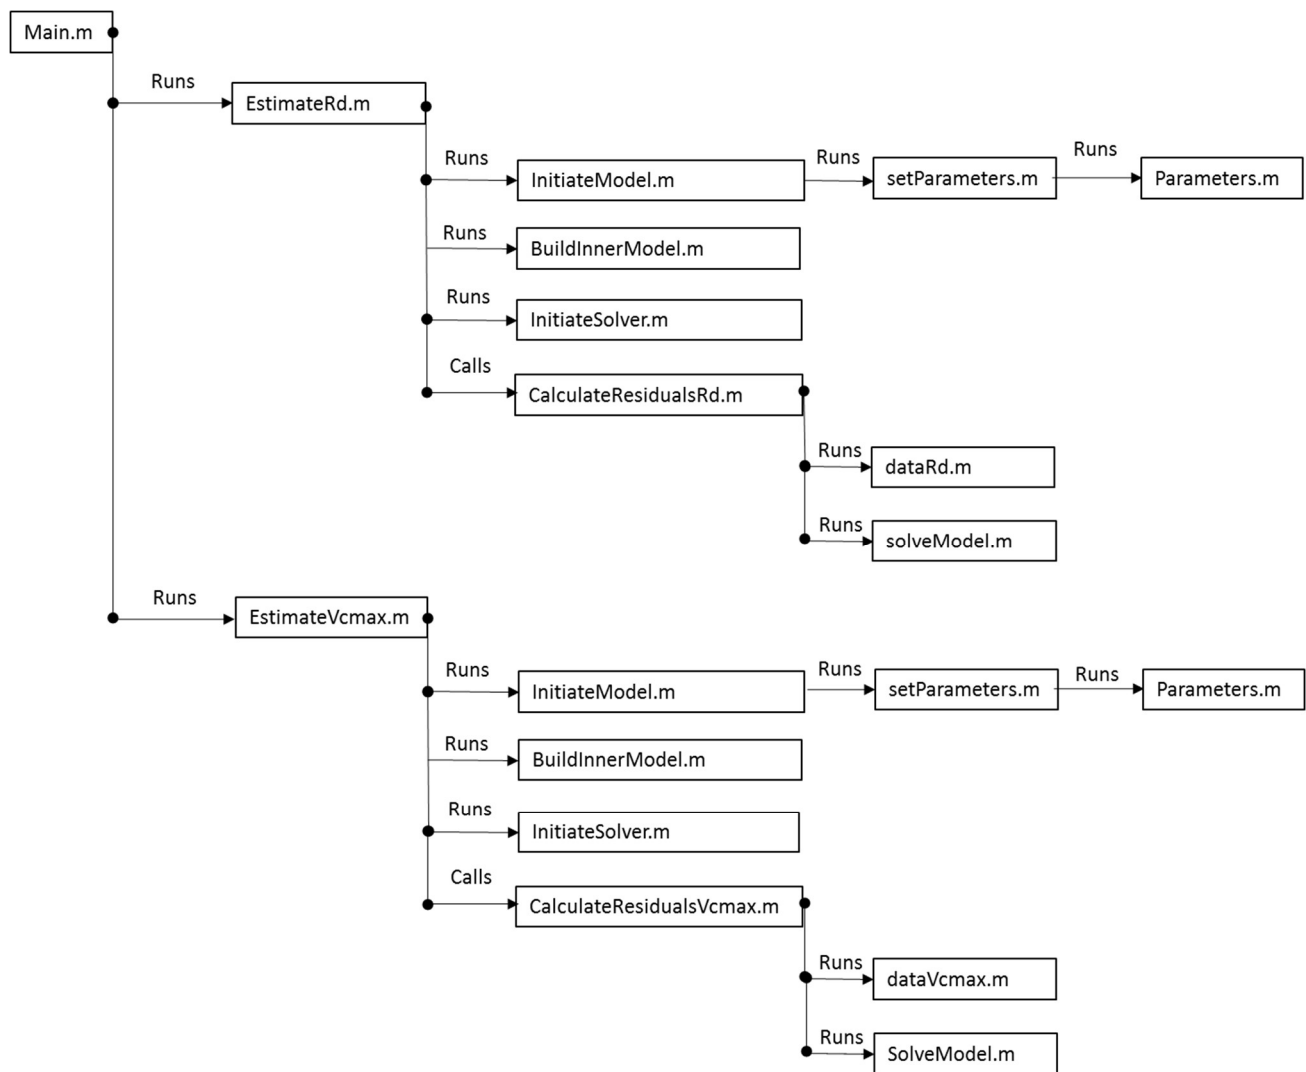 Main.m
Runs
EstimateRd.m
Runs
InitiateModel.m
Runs
setParameters.m
Runs
Parameters.m
Runs
BuildInnerModel.m
Runs
InitiateSolver.m
Calls
CalculateResidualsRd.m
Runs
dataRd.m
Runs
solveModel.m
Runs
EstimateVcmax.m
Runs
InitiateModel.m
Runs
setParameters.m
Runs
Parameters.m
Runs
BuildInnerModel.m
Runs
InitiateSolver.m
Calls
CalculateResidualsVcmax.m
Runs
dataVcmax.m
Runs
SolveModel.m